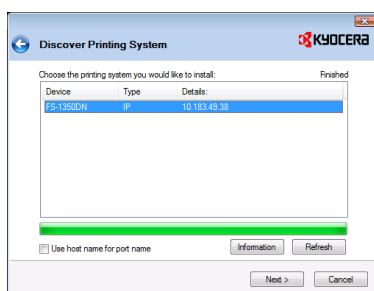 Discover Printing System
KYOCERA
Choose the printing system you would like to install: Finished
Device Type Details:
FS-1350DN IP 10.183.49.38
Use host name for port name
Information Refresh
Next > Cancel